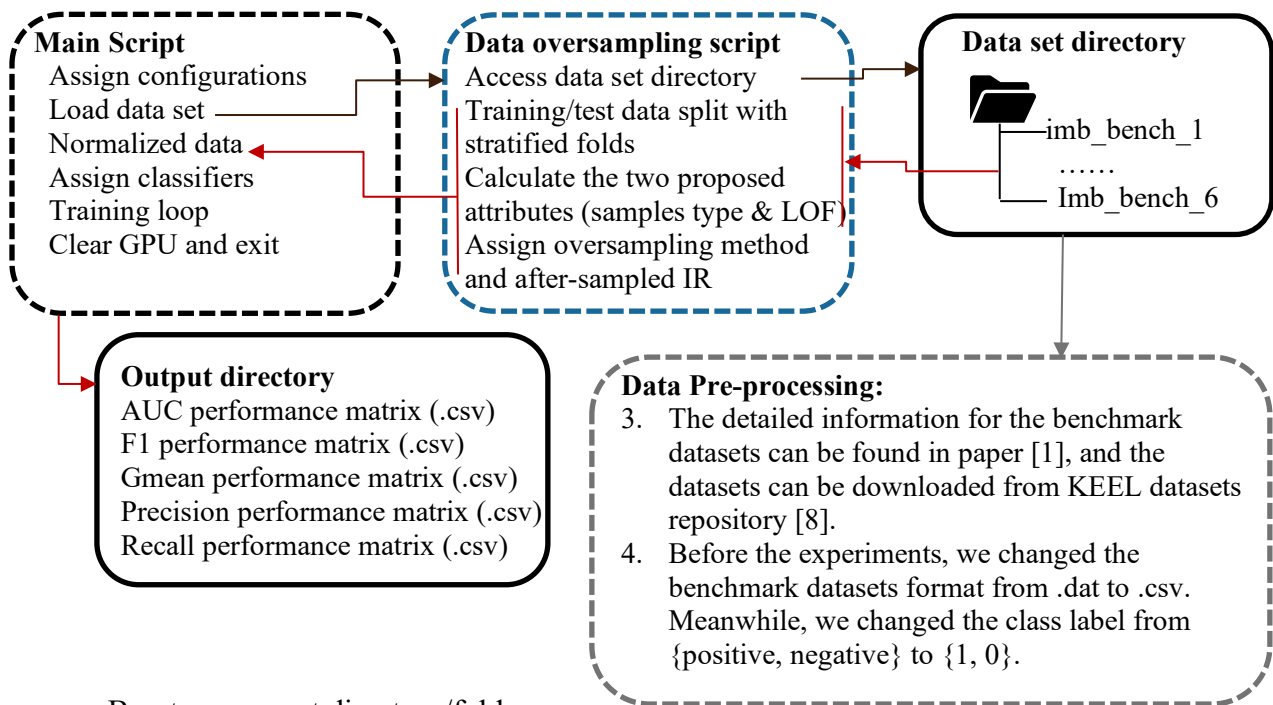 Main Script
Assign configurations
Load data set
Normalized data
Assign classifiers
Training loop
Clear GPU and exit
Data oversampling script
Access data set directory
Training/test data split with
stratified folds
Calculate the two proposed
attributes (samples type & LOF)
Assign oversampling method
and after-sampled IR
Data set directory
imb_bench_1
……
Imb_bench_6
Output directory
AUC performance matrix (.csv)
F1 performance matrix (.csv)
Gmean performance matrix (.csv)
Precision performance matrix (.csv)
Recall performance matrix (.csv)
Data Pre-processing:
3. The detailed information for the benchmark
datasets can be found in paper [1], and the
datasets can be downloaded from KEEL datasets
repository [8].
4. Before the experiments, we changed the
benchmark datasets format from .dat to .csv.
Meanwhile, we changed the class label from
{positive, negative} to {1, 0}.